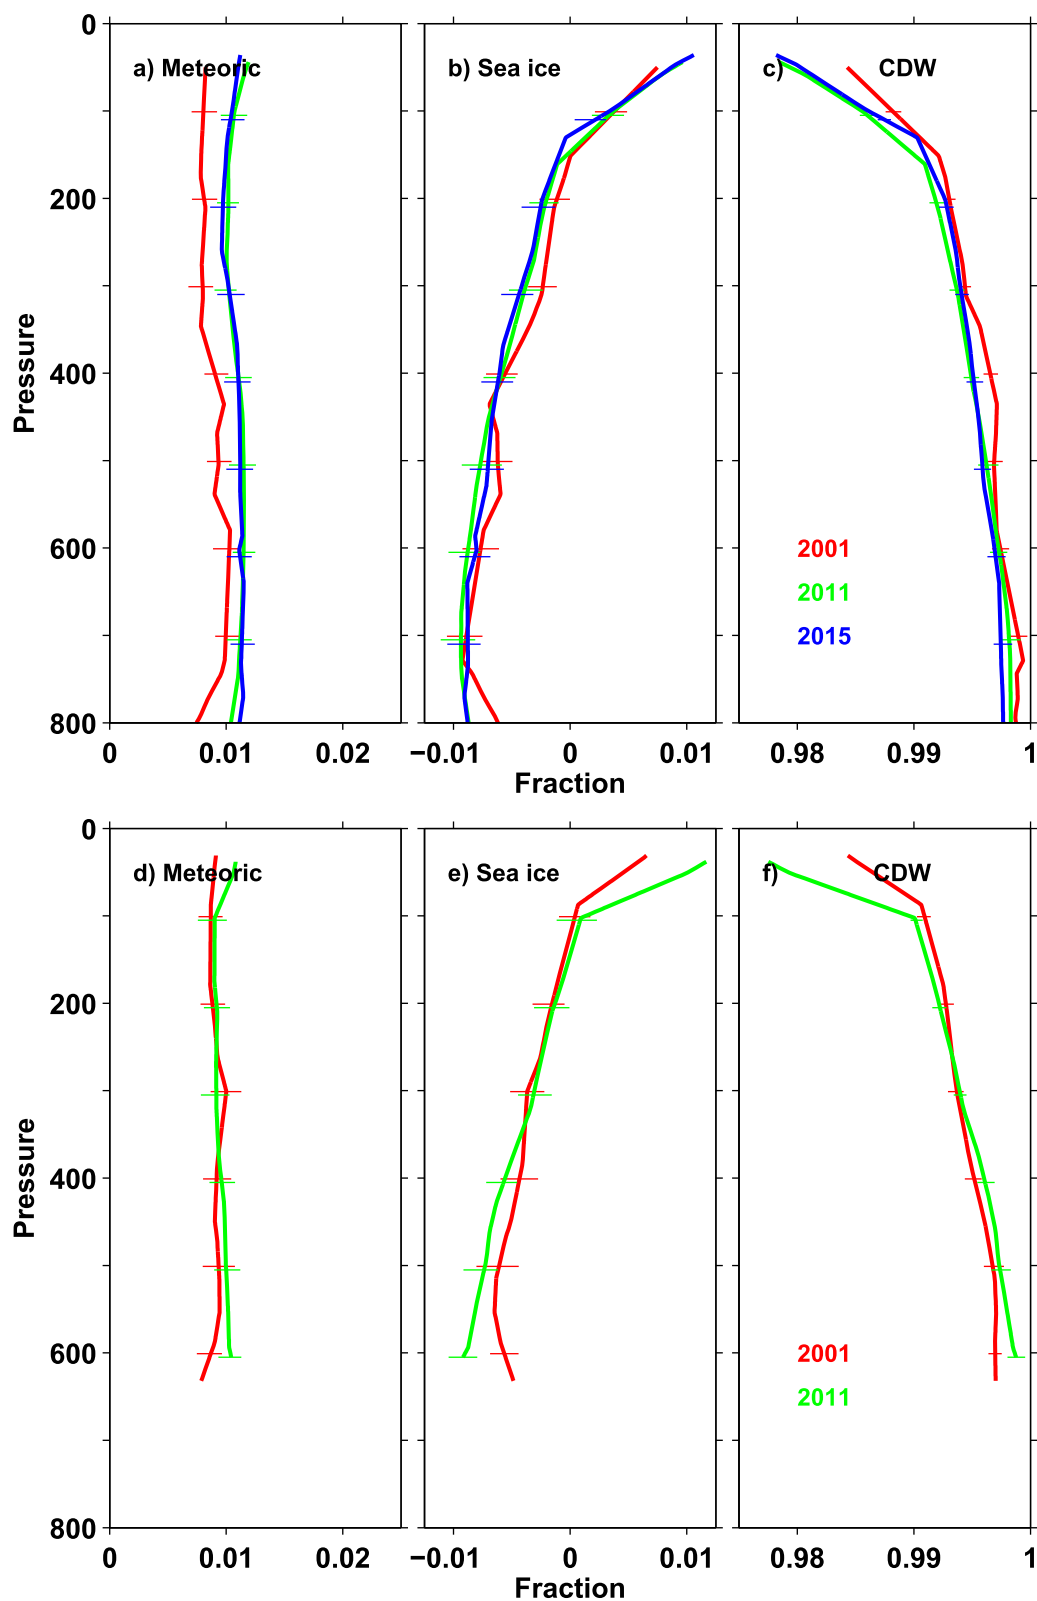 0
a) Meteoric
b) Sea ice
c) CDW
200
Pressure
400
600
2001
2011
2015
800
0 0.01 0.02
−0.01 0 0.01
0.98 0.99 1
Fraction
0
d) Meteoric
e) Sea ice
f) CDW
200
Pressure
400
600
2001
2011
800
0 0.01 0.02
−0.01 0 0.01
0.98 0.99 1
Fraction